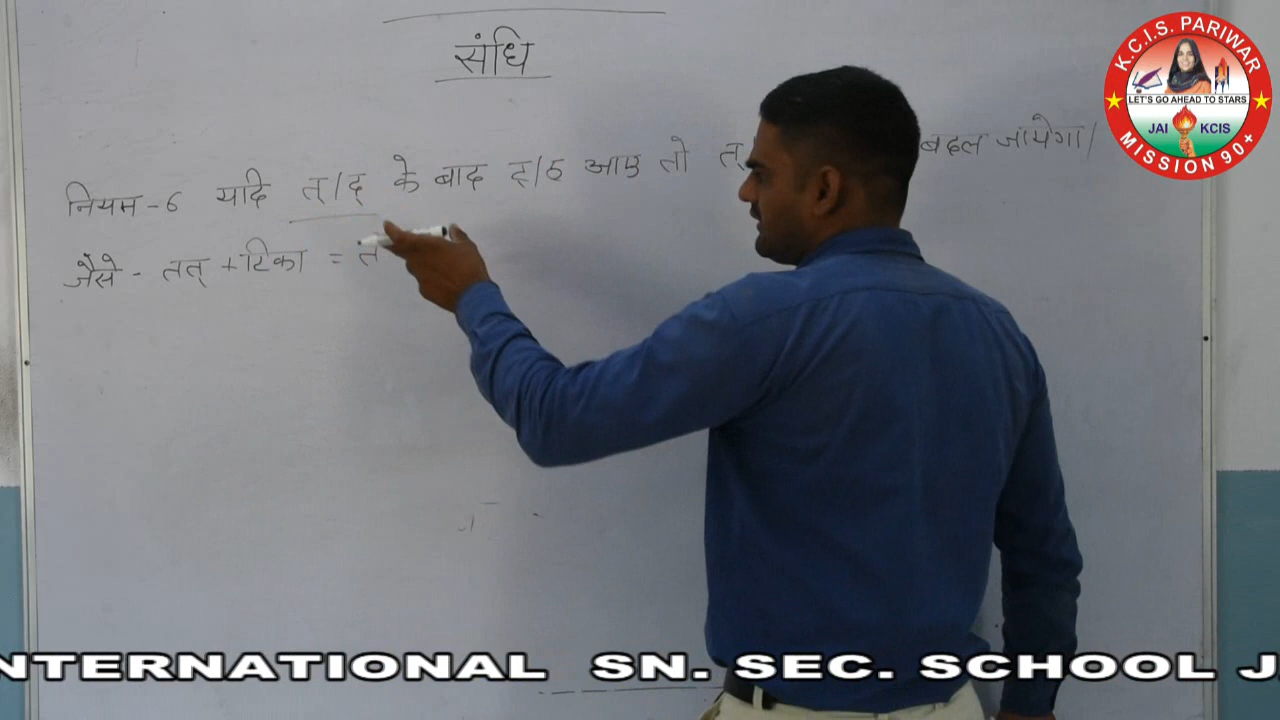 संधि
नियम-6 यदि त्/द् के बाद ट्/ठ् आए तो त् बदल जायेगा/
जैसे - तत् + टिका = त
K.C.I.S. PARIWAR
LET'S GO AHEAD TO STARS
JAI KCIS
MISSION 90+
NTERNATIONAL SN. SEC. SCHOOL J